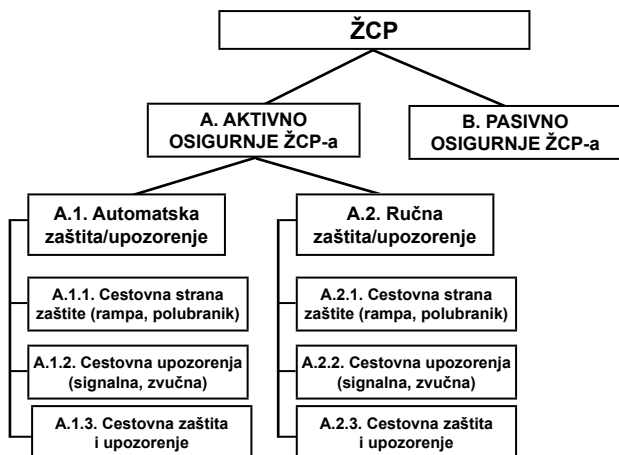 ŽCP
A. AKTIVNO
OSIGURNJE ŽCP-a
B. PASIVNO
OSIGURNJE ŽCP-a
A.1. Automatska
zaštita/upozorenje
A.2. Ručna
zaštita/upozorenje
A.1.1. Cestovna strana
zaštite (rampa, polubranik)
A.2.1. Cestovna strana
zaštite (rampa, polubranik)
A.1.2. Cestovna upozorenja
(signalna, zvučna)
A.2.2. Cestovna upozorenja
(signalna, zvučna)
A.1.3. Cestovna zaštita
i upozorenje
A.2.3. Cestovna zaštita
i upozorenje